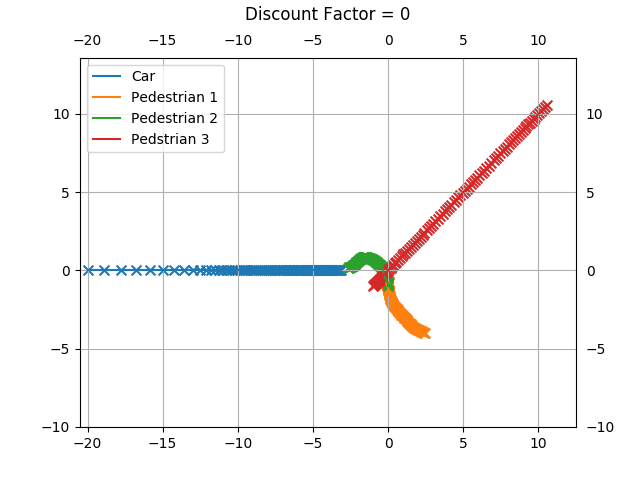 Discount Factor = 0
−20 −15 −10 −5 0 5 10
Car
Pedestrian 1
Pedestrian 2
Pedstrian 3
10 10
5 5
0 0
−5 −5
−10 −10
−20 −15 −10 −5 0 5 10